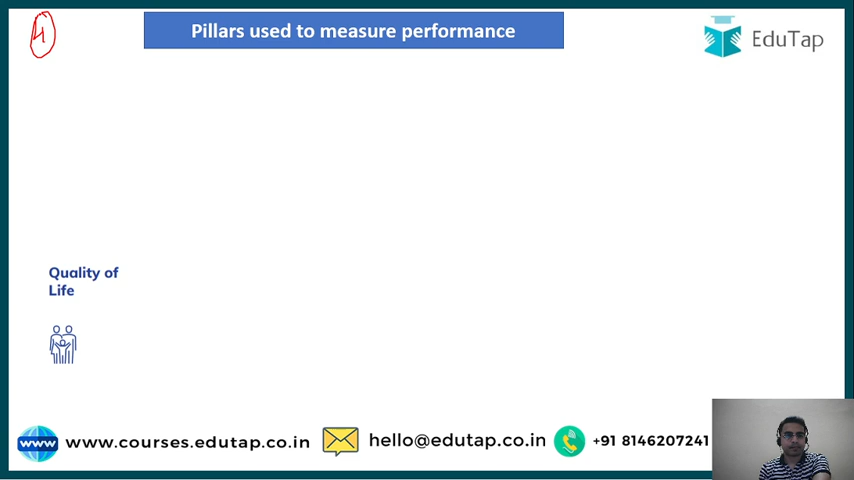 4
Pillars used to measure performance
EduTap
Quality of
Life
www
www.courses.edutap.co.in
hello@edutap.co.in
+91 8146207241